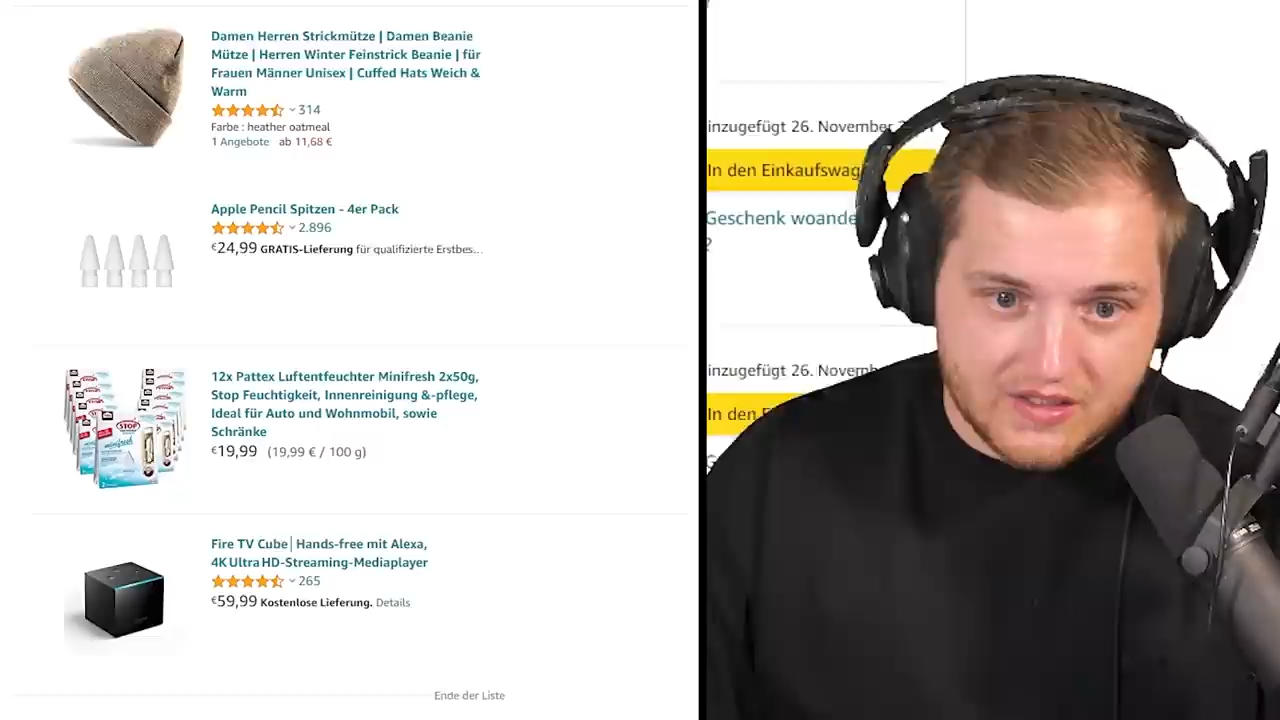 Damen Herren Strickmütze | Damen Beanie
Mütze | Herren Winter Feinstrick Beanie | für
Frauen Männer Unisex | Cuffed Hats Weich &
Warm
314
Farbe : heather oatmeal
1 Angebote ab 11,68 €
Apple Pencil Spitzen - 4er Pack
2.896
€24,99 GRATIS-Lieferung für qualifizierte Erstbes...
12x Pattex Luftentfeuchter Minifresh 2x50g,
Stop Feuchtigkeit, Innenreinigung &-pflege,
Ideal für Auto und Wohnmobil, sowie
Schränke
€19,99 (19,99 € / 100 g)
STOP
Fire TV Cube│Hands-free mit Alexa,
4K Ultra HD-Streaming-Mediaplayer
265
€59,99 Kostenlose Lieferung. Details
Ende der Liste
inzugefügt 26. November
In den Einkaufswag
Geschenk woande
inzugefügt 26. Novemb
In den